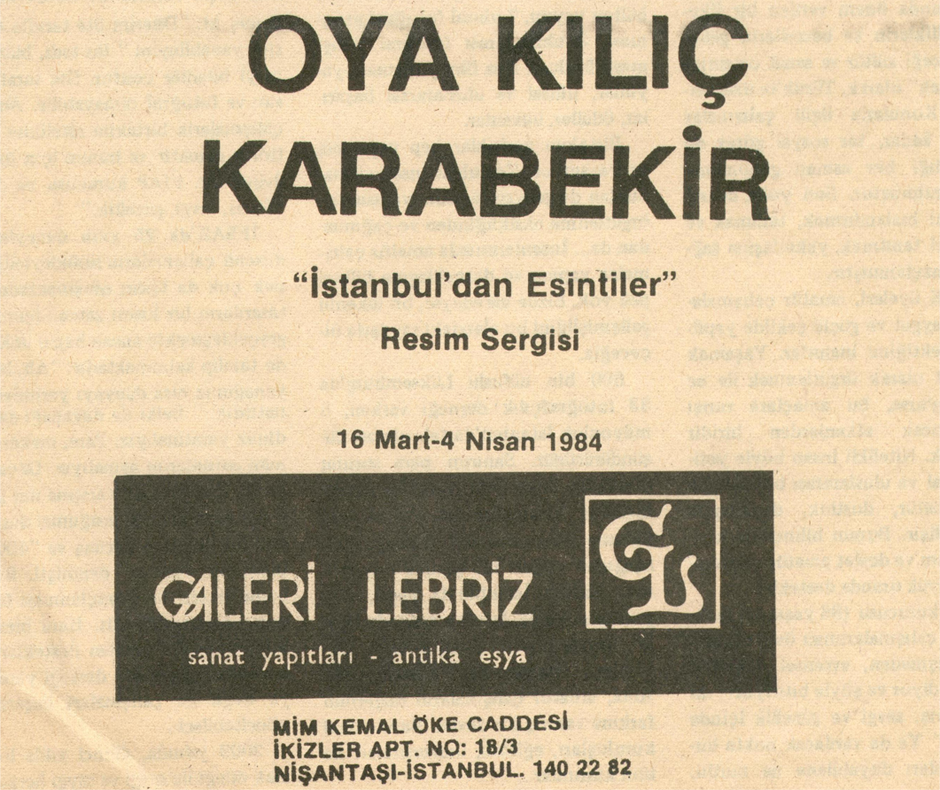 OYA KILIÇ
KARABEKİR
“İstanbul’dan Esintiler”
Resim Sergisi
16 Mart-4 Nisan 1984
GL
GALERİ LEBRİZ
sanat yapıtları - antika eşya
MİM KEMAL ÖKE CADDESİ
İKİZLER APT. NO: 18/3
NİŞANTAŞI-İSTANBUL. 140 22 82